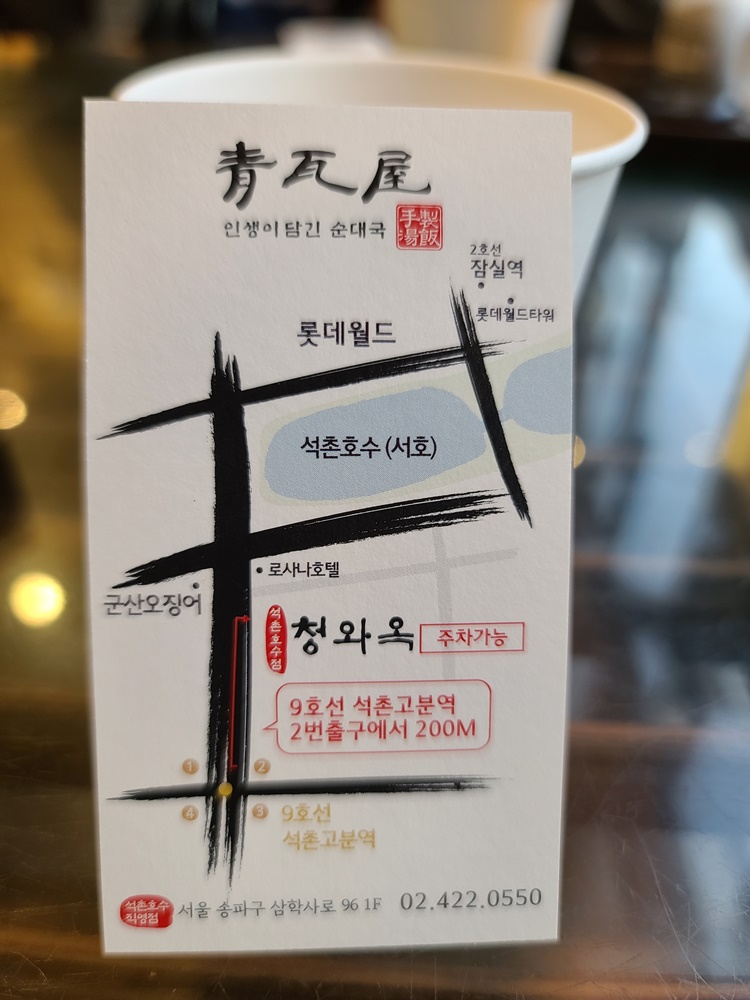 青瓦屋
인생이 담긴 순대국
手製
湯飯
2호선
잠실역
롯데월드타워
롯데월드
석촌호수 (서호)
로사나호텔
군산오징어
석촌호수점
청와옥
주차가능
9호선 석촌고분역
2번출구에서 200M
1
2
4
3
9호선
석촌고분역
석촌호수
직영점
서울 송파구 삼학사로 96 1F
02.422.0550